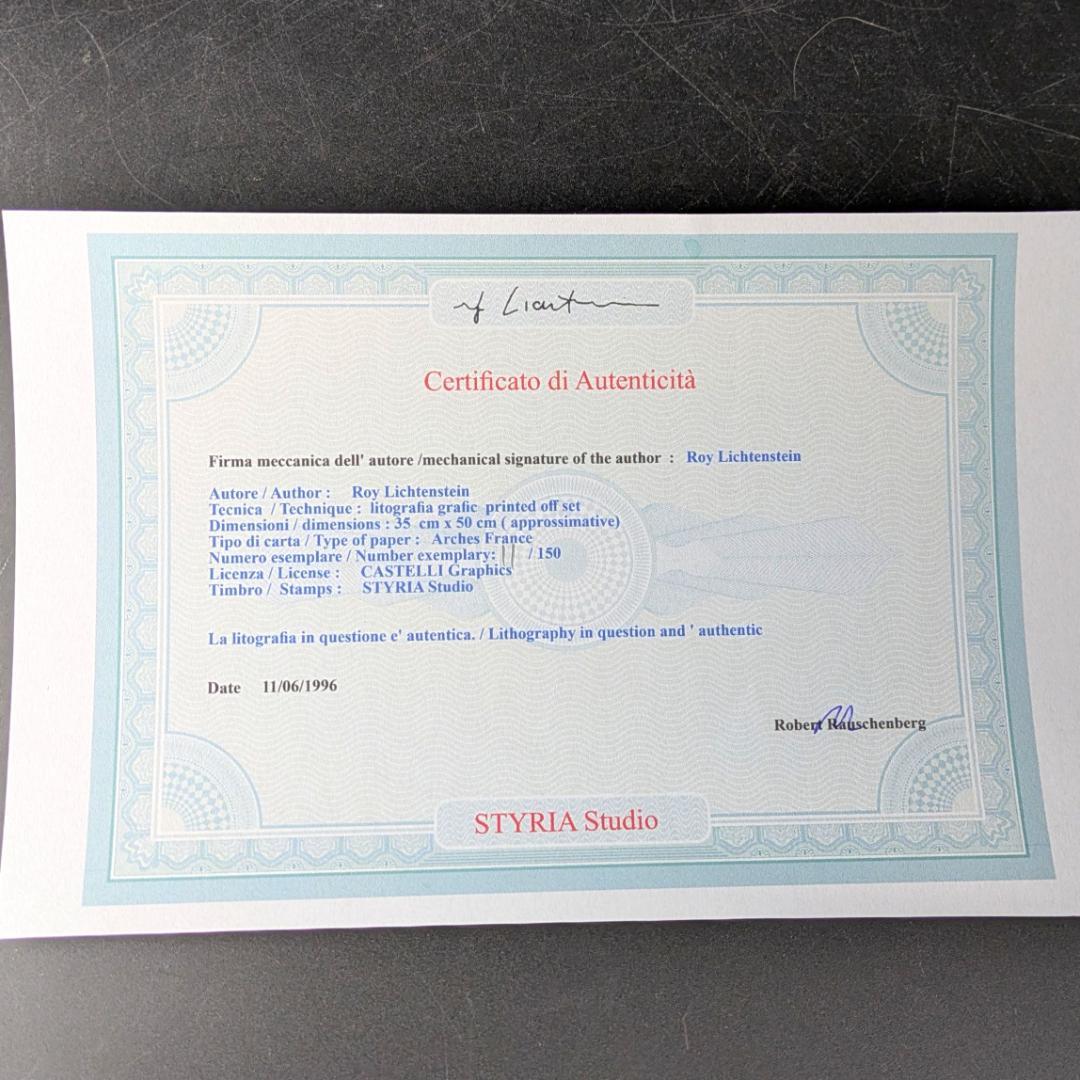 Certificato di Autenticità
Firma meccanica dell' autore /mechanical signature of the author : Roy Lichtenstein
Autore / Author : Roy Lichtenstein
Tecnica / Technique : litografia grafic printed off set
Dimensioni / dimensions : 35 cm x 50 cm ( approssimative)
Tipo di carta / Type of paper : Arches France
Numero esemplare / Number exemplary: 11 / 150
Licenza / License : CASTELLI Graphics
Timbro / Stamps : STYRIA Studio
La litografia in questione e' autentica. / Lithography in question and ' authentic
Date 11/06/1996
Robert Rauschenberg
STYRIA Studio